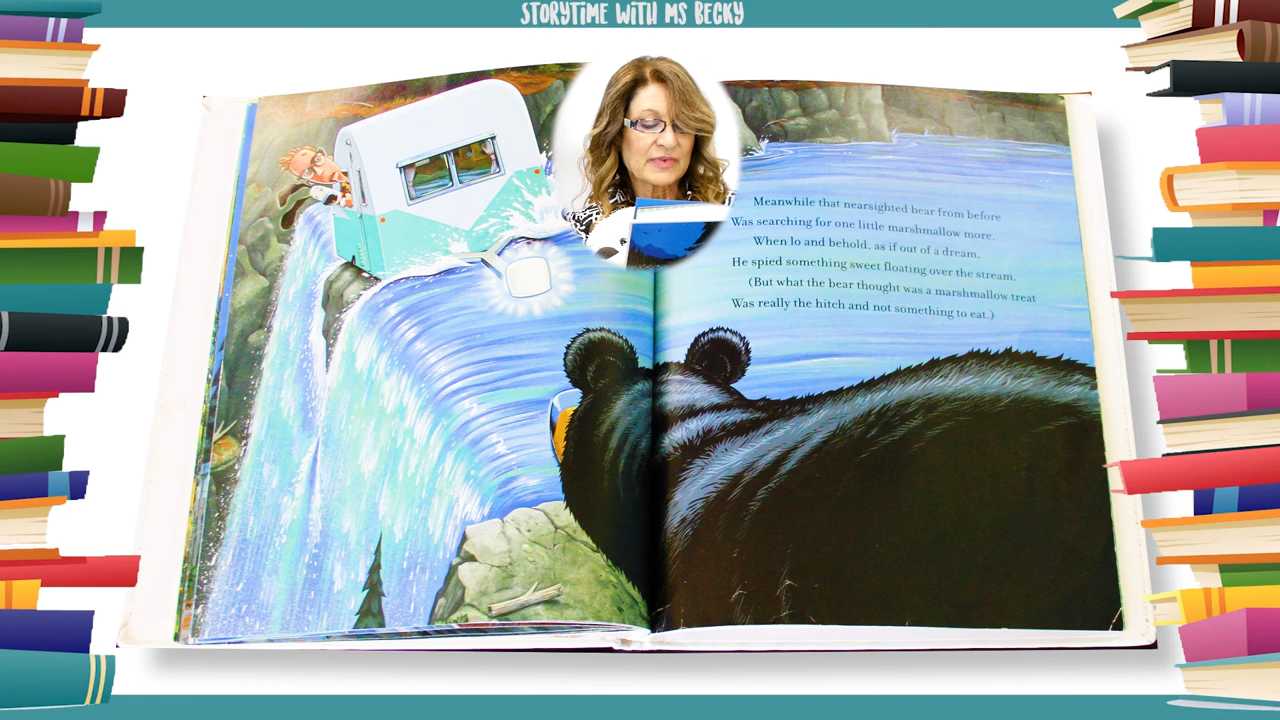 STORYTIME WITH MS BECKY
Meanwhile that nearsighted bear from before
Was searching for one little marshmallow more.
When lo and behold, as if out of a dream,
He spied something sweet floating over the stream.
(But what the bear thought was a marshmallow treat
Was really the hitch and not something to eat.)